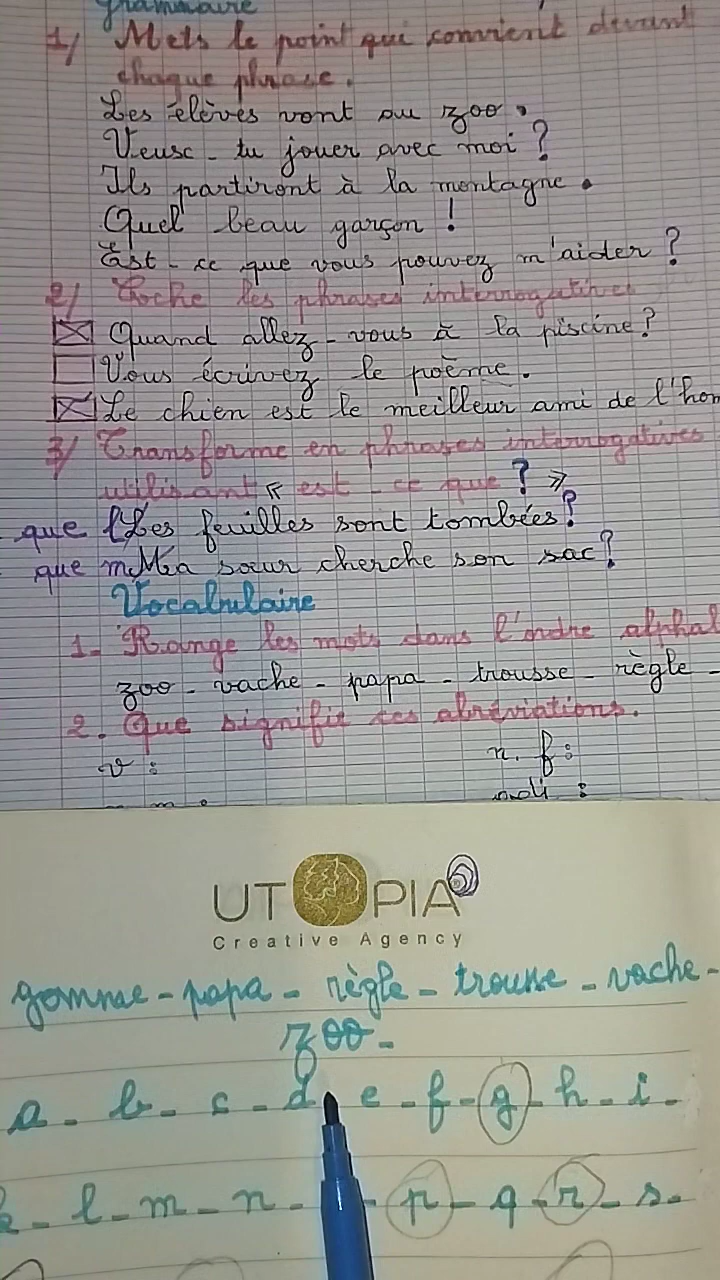 Grammaire
1/ Mets le point qui convient devant
chaque phrase.
Les élèves vont au zoo.
Veux-tu jouer avec moi ?
Ils partiront à la montagne.
Quel beau garçon !
Est-ce que vous pouvez m'aider ?
2/ Coche les phrases interrogatives
Quand allez-vous à la piscine ?
Vous écrivez le poème.
Le chien est le meilleur ami de l'hom
3/ Transforme en phrases interrogatives
utilisant « est-ce que ? »
que Les feuilles sont tombées ?
que Ma sœur cherche son sac ?
Vocabulaire
1. Range les mots dans l'ordre alphab
zoo - vache - papa - trousse - règle -
2. Que signifie ces abréviations.
v : n. f :
adj :
UTOPIA
Creative Agency
gomme - papa - règle - trousse - vache -
zoo -
a - b - c - d - e - f - g - h - i -
k - l - m - n - p - q - r - s -